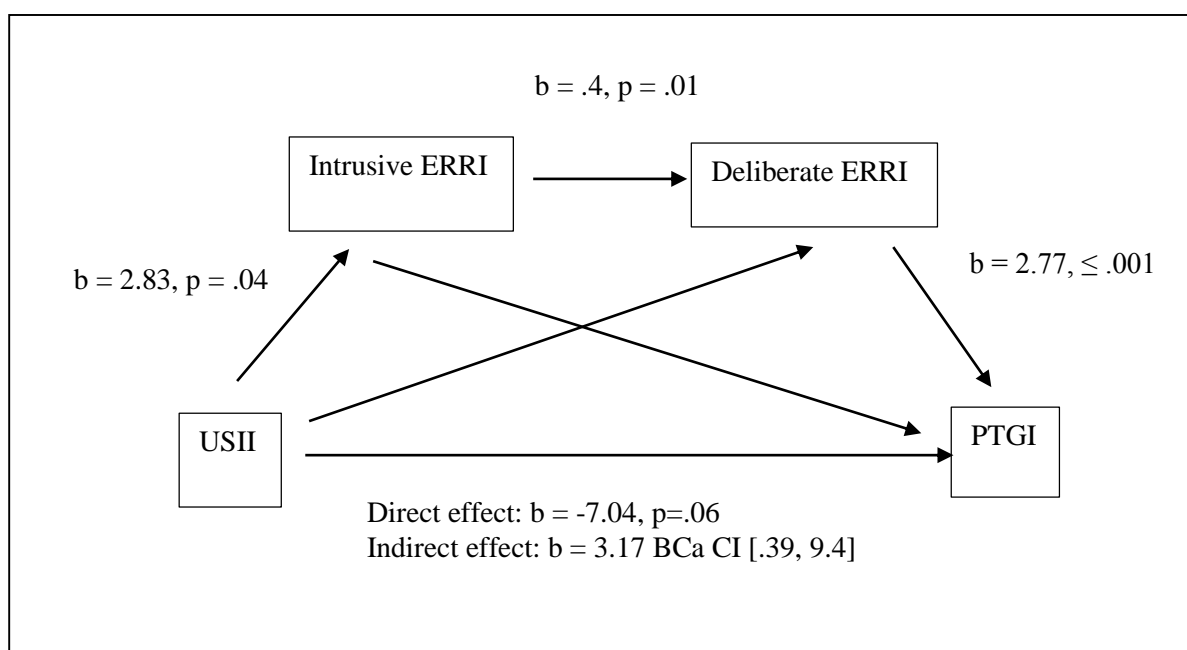 b = .4, p = .01
Intrusive ERRI
Deliberate ERRI
b = 2.83, p = .04
b = 2.77, ≤ .001
USII
PTGI
Direct effect: b = -7.04, p=.06
Indirect effect: b = 3.17 BCa CI [.39, 9.4]